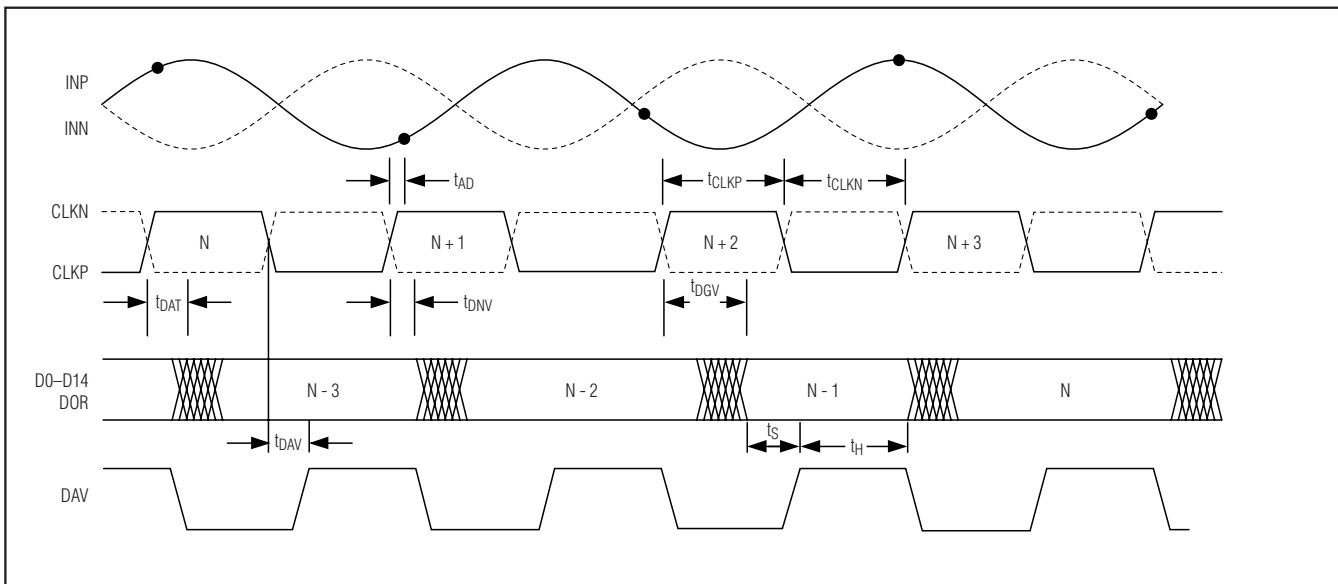 INP
INN
tAD
tCLKP
tCLKN
CLKN
N
N + 1
N + 2
N + 3
CLKP
tDAT
tDNV
tDGV
D0–D14
DOR
N - 3
N - 2
N - 1
N
tDAV
tS
tH
DAV